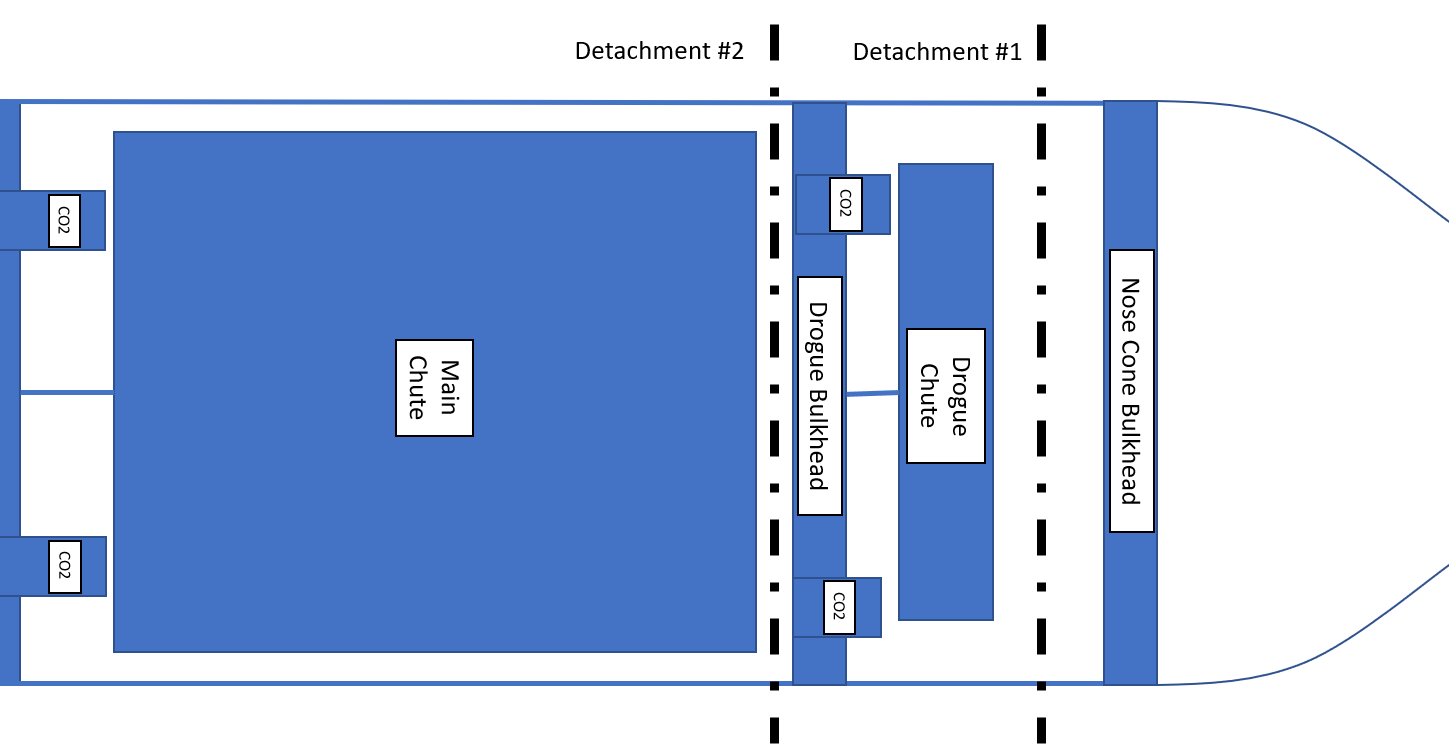 Detachment #2
Detachment #1
CO2
CO2
Main
Chute
CO2
CO2
Drogue Bulkhead
Drogue
Chute
Nose Cone Bulkhead